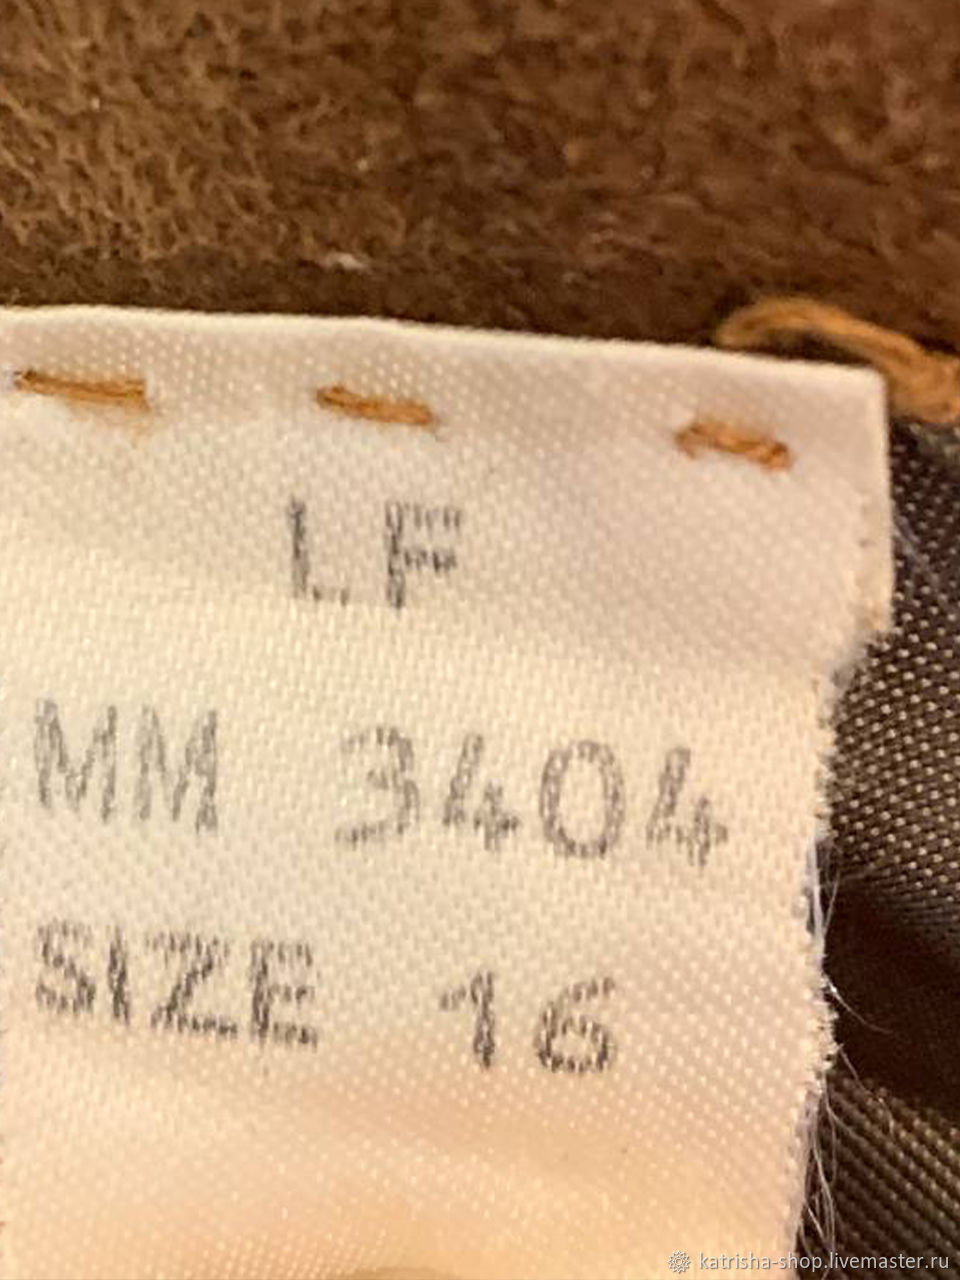 LF
MM 3404
SIZE 16
katrisha-shop.livemaster.ru